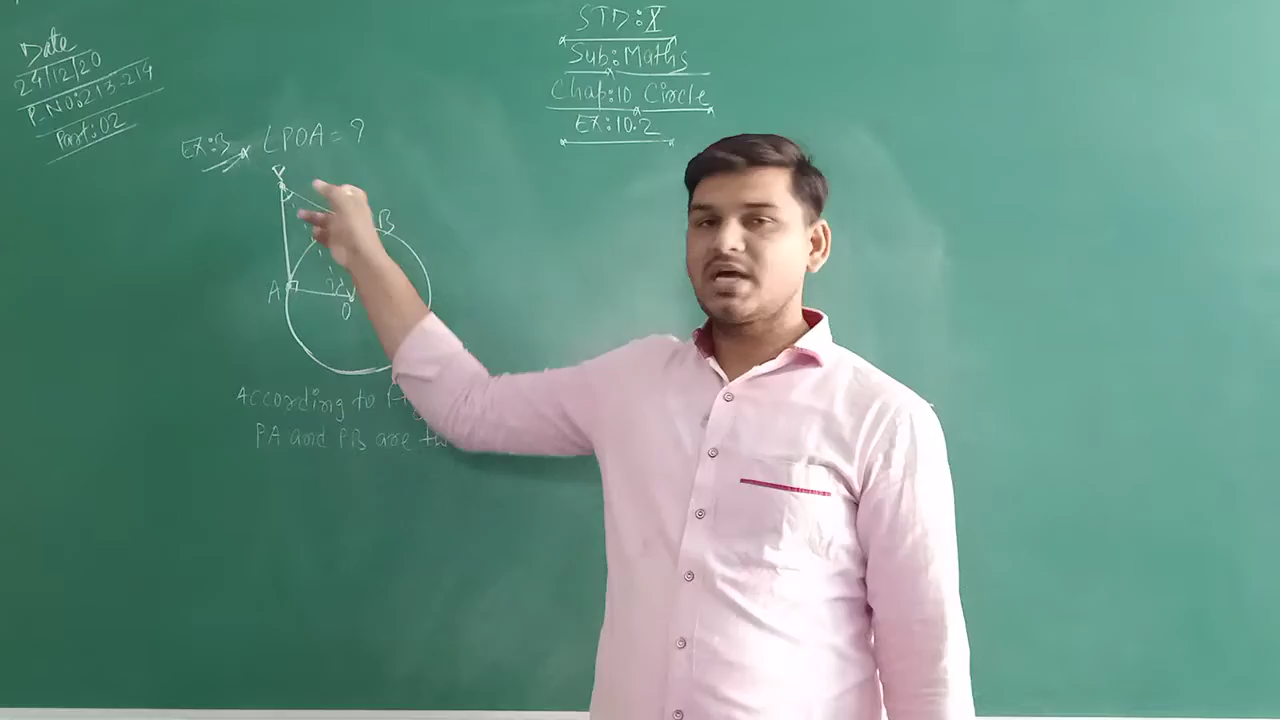 Date
24/12/20
P.NO:213-214
Part:02
STD:X
Sub:Maths
Chap:10 Circle
EX:10.2
EX:3 ∠POA = ?
P
B
A
O
According to
PA and PB are